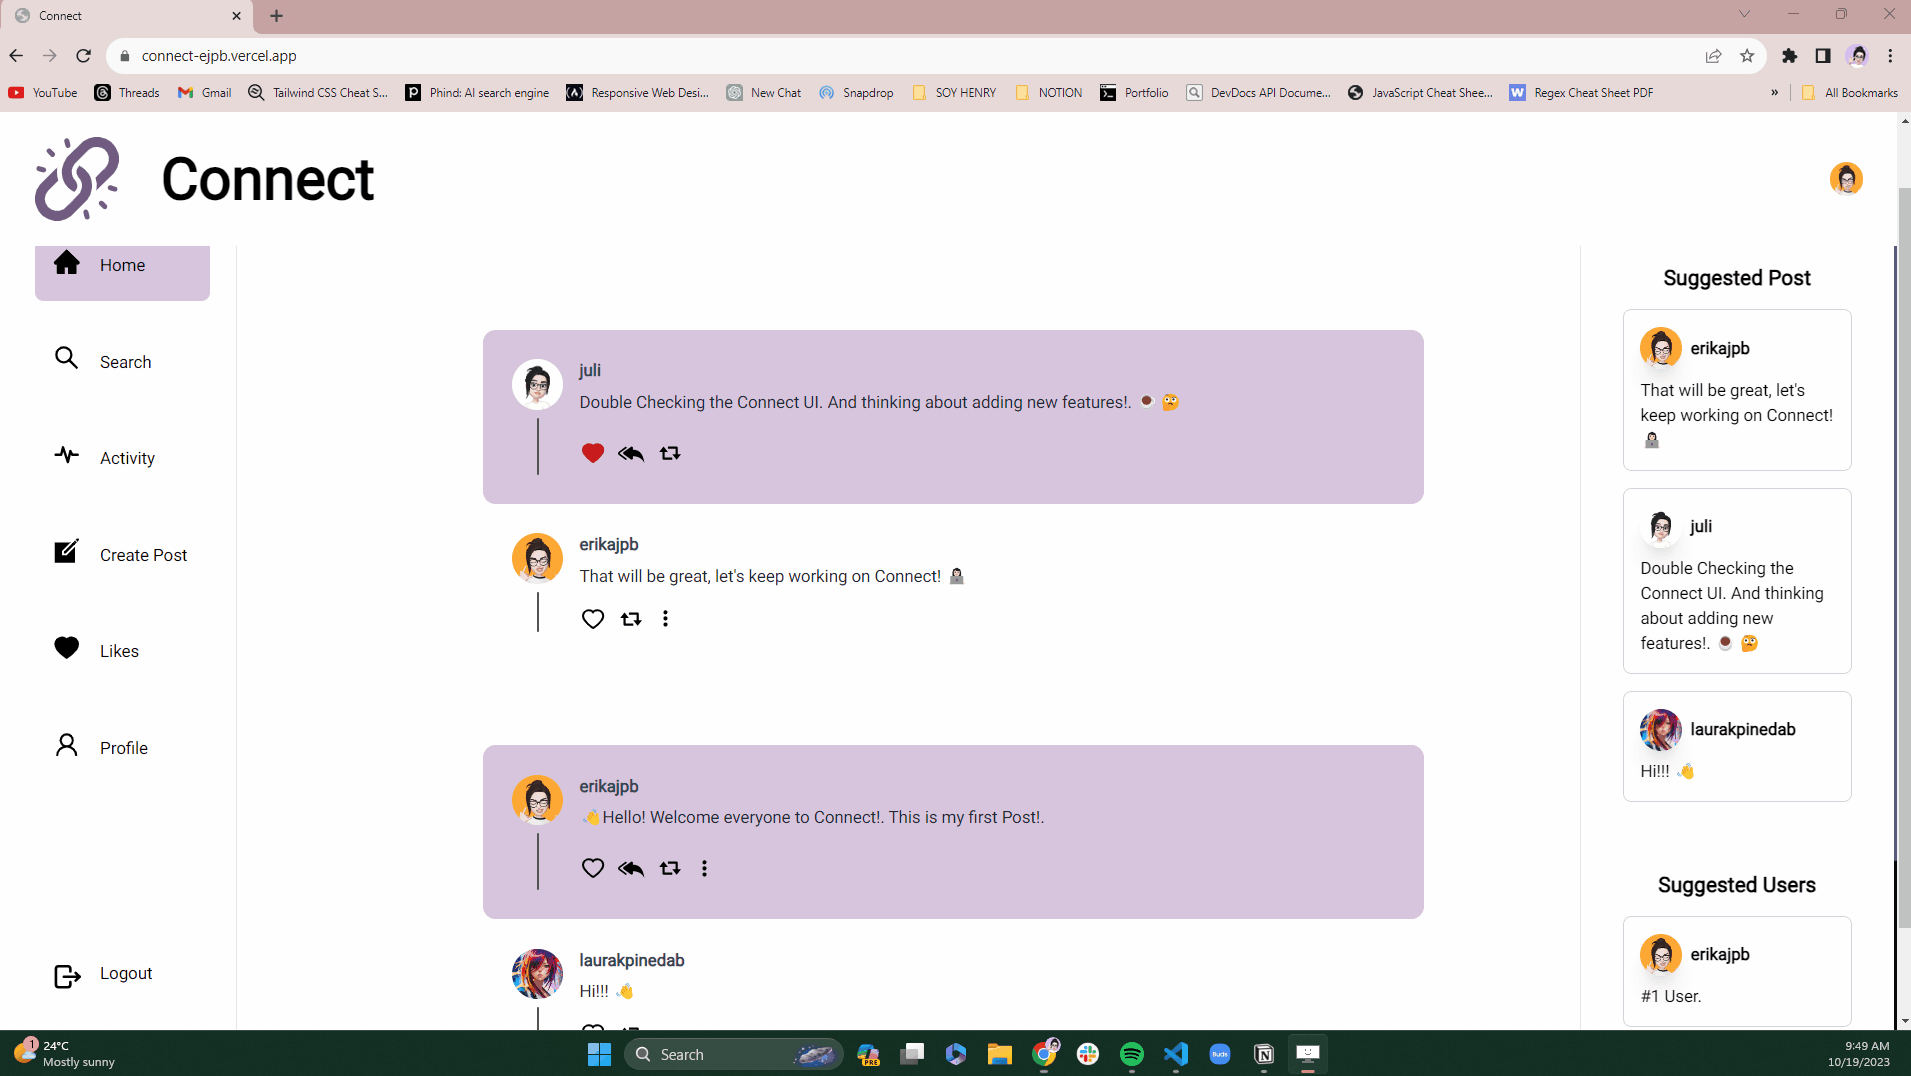 Connect
connect-ejpb.vercel.app
YouTube
Threads
Gmail
Tailwind CSS Cheat S...
Phind: AI search engine
Responsive Web Desi...
New Chat
Snapdrop
SOY HENRY
NOTION
Portfolio
DevDocs API Docume...
JavaScript Cheat Shee...
W
Regex Cheat Sheet PDF
»
All Bookmarks
Connect
Home
Search
Activity
Create Post
Likes
Profile
Logout
juli
Double Checking the Connect UI. And thinking about adding new features!. ☕ 🤔
erikajpb
That will be great, let's keep working on Connect! 👩🏻‍💻
erikajpb
👋Hello! Welcome everyone to Connect!. This is my first Post!.
laurakpinedab
Hi!!! 👋
Suggested Post
erikajpb
That will be great, let's
keep working on Connect!
👩🏻‍💻
juli
Double Checking the
Connect UI. And thinking
about adding new
features!. ☕ 🤔
laurakpinedab
Hi!!! 👋
Suggested Users
erikajpb
#1 User.
1
24°C
Mostly sunny
Search
PRE
Buds
9:49 AM
10/19/2023